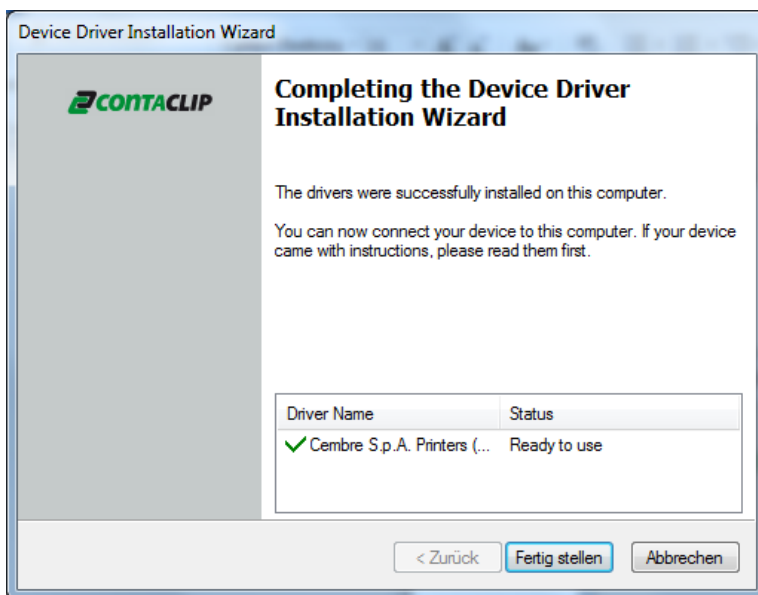 Device Driver Installation Wizard
CONTACLIP
Completing the Device Driver
Installation Wizard
The drivers were successfully installed on this computer.
You can now connect your device to this computer. If your device
came with instructions, please read them first.
Driver Name Status
Cembre S.p.A. Printers (... Ready to use
< Zurück Fertig stellen Abbrechen